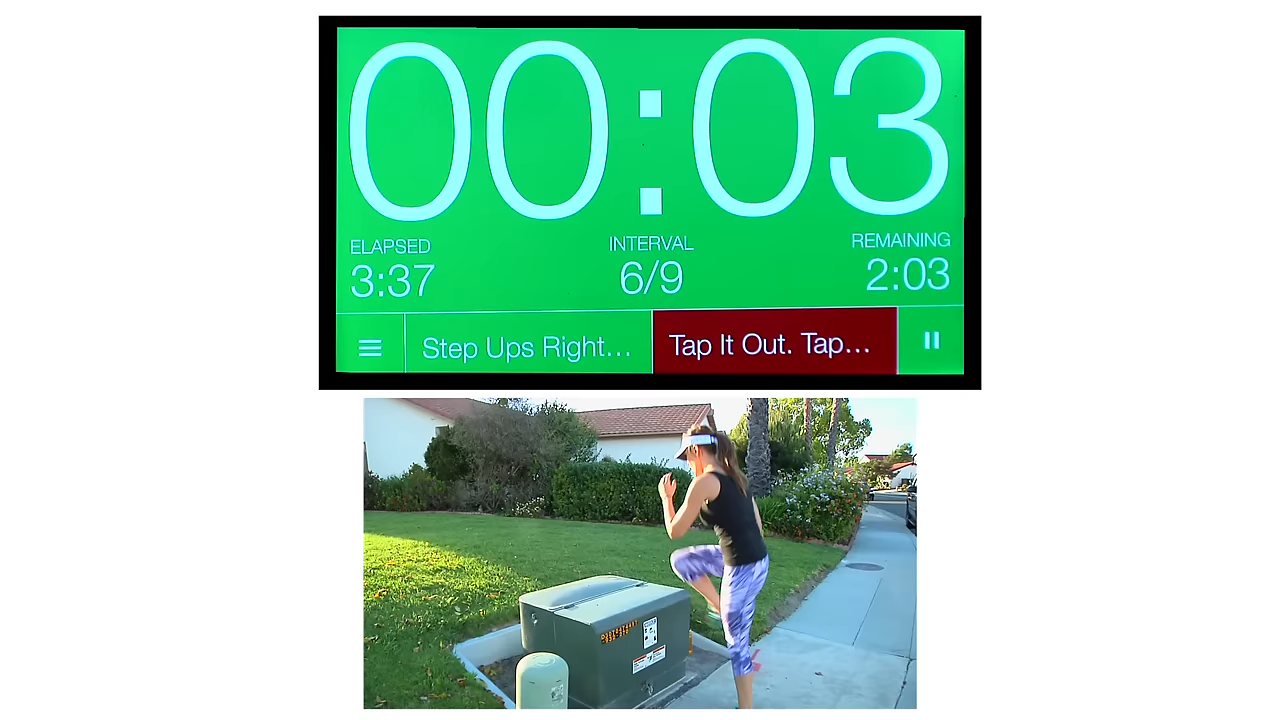 00:03
ELAPSED INTERVAL REMAINING
3:37 6/9 2:03
Step Ups Right... Tap It Out. Tap...